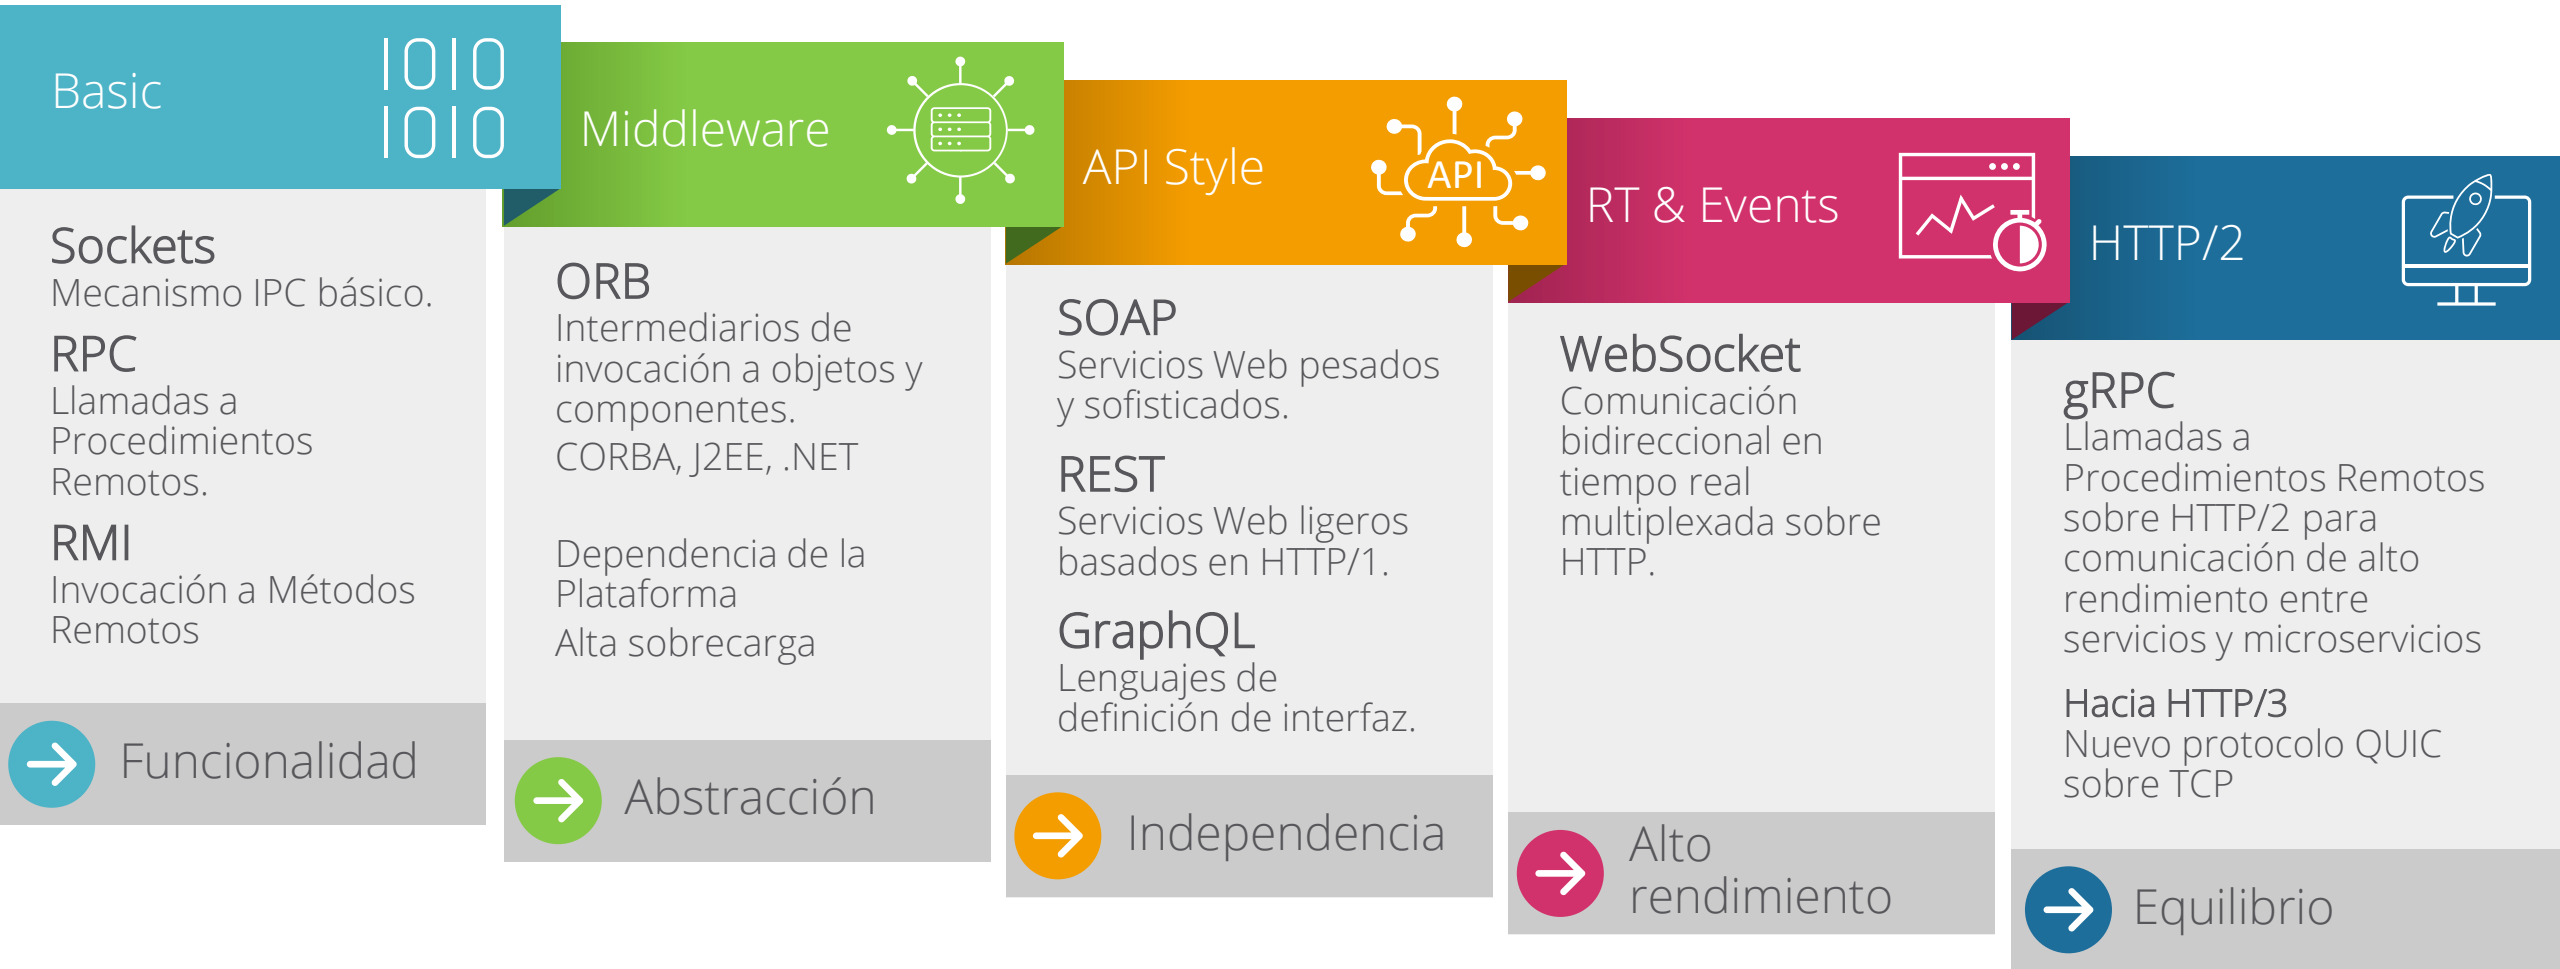 Basic
IOIO
IOIO
Sockets
Mecanismo IPC básico.
RPC
Llamadas a
Procedimientos
Remotos.
RMI
Invocación a Métodos
Remotos
Funcionalidad
Middleware
ORB
Intermediarios de
invocación a objetos y
componentes.
CORBA, J2EE, .NET
Dependencia de la
Plataforma
Alta sobrecarga
Abstracción
API Style
API
SOAP
Servicios Web pesados
y sofisticados.
REST
Servicios Web ligeros
basados en HTTP/1.
GraphQL
Lenguajes de
definición de interfaz.
Independencia
RT & Events
WebSocket
Comunicación
bidireccional en
tiempo real
multiplexada sobre
HTTP.
Alto
rendimiento
HTTP/2
gRPC
Llamadas a
Procedimientos Remotos
sobre HTTP/2 para
comunicación de alto
rendimiento entre
servicios y microservicios
Hacia HTTP/3
Nuevo protocolo QUIC
sobre TCP
Equilibrio